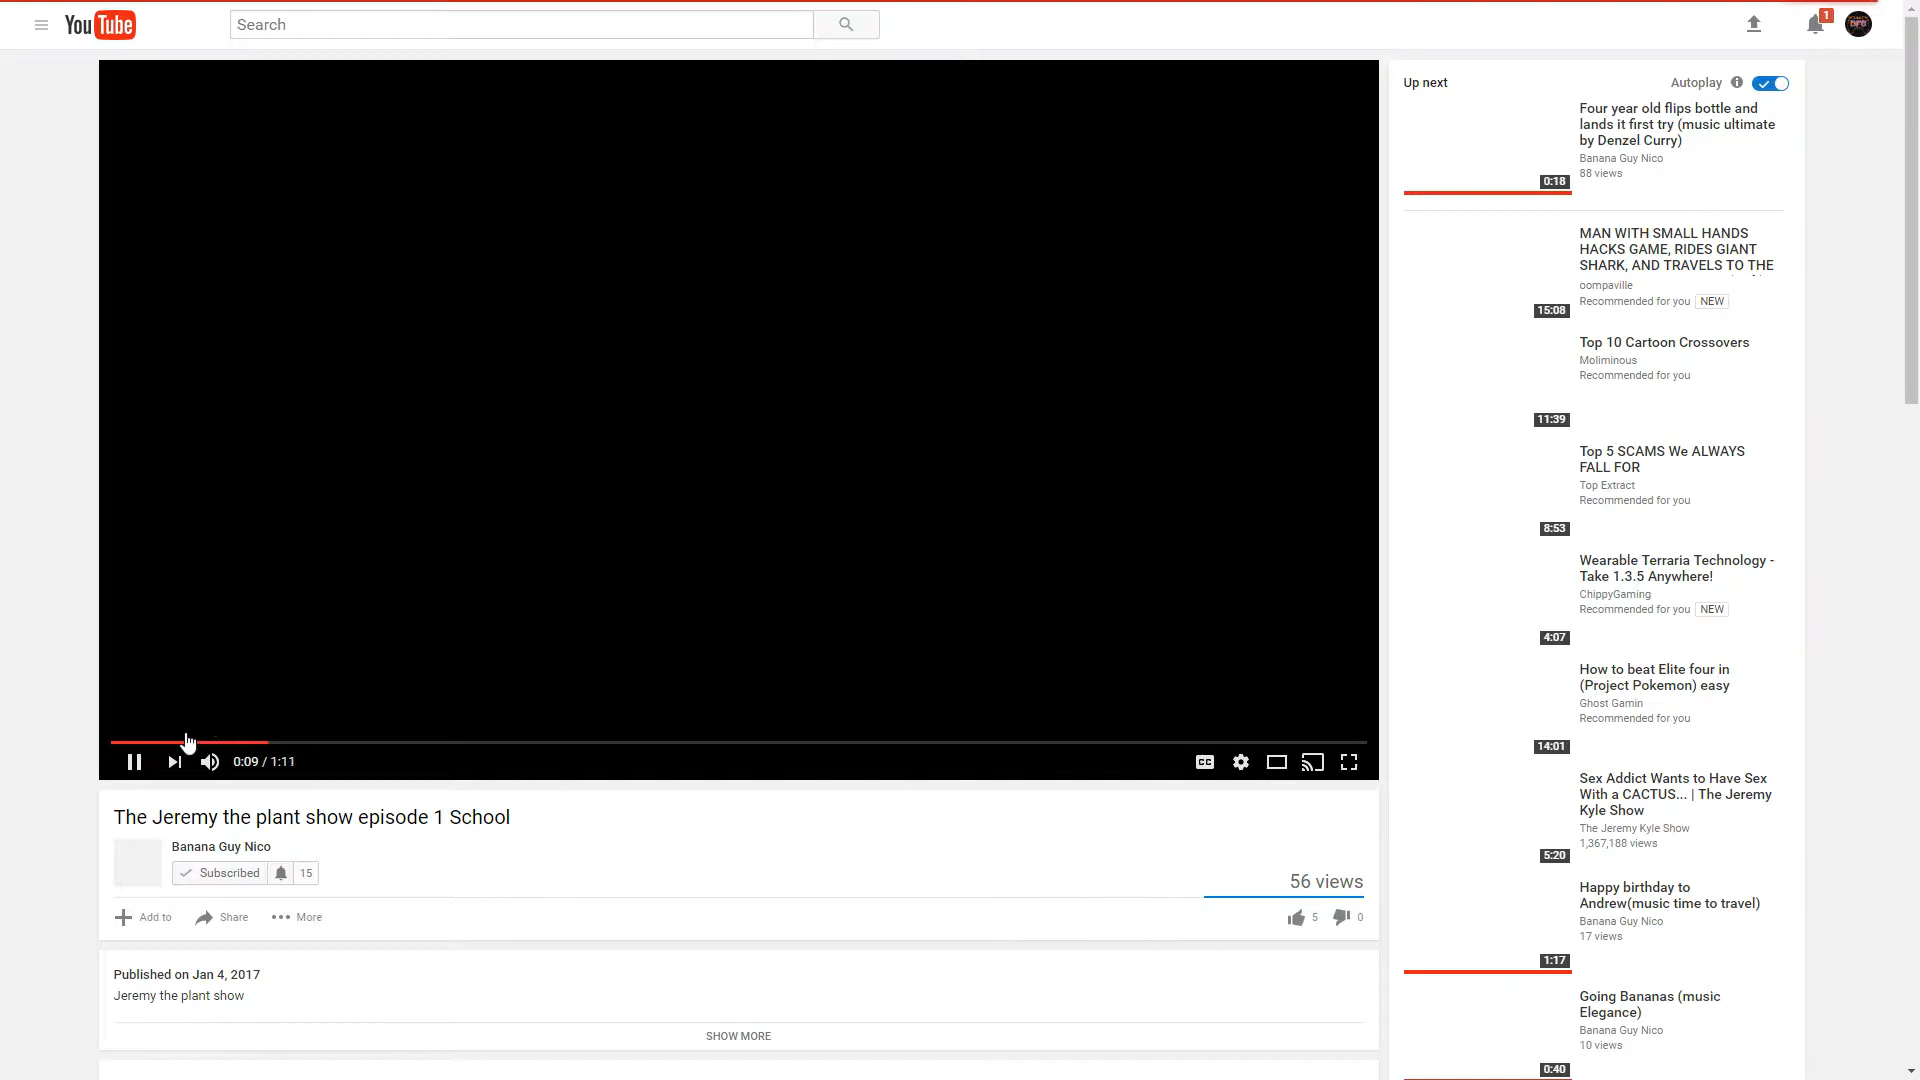 YouTube
Search
1
Up next
Autoplay
Four year old flips bottle and
lands it first try (music ultimate
by Denzel Curry)
Banana Guy Nico
88 views
0:18
MAN WITH SMALL HANDS
HACKS GAME, RIDES GIANT
SHARK, AND TRAVELS TO THE
oompaville
Recommended for you NEW
15:08
Top 10 Cartoon Crossovers
Moliminous
Recommended for you
11:39
Top 5 SCAMS We ALWAYS
FALL FOR
Top Extract
Recommended for you
8:53
Wearable Terraria Technology -
Take 1.3.5 Anywhere!
ChippyGaming
Recommended for you NEW
4:07
How to beat Elite four in
(Project Pokemon) easy
Ghost Gamin
Recommended for you
14:01
Sex Addict Wants to Have Sex
With a CACTUS... | The Jeremy
Kyle Show
The Jeremy Kyle Show
1,367,188 views
5:20
Happy birthday to
Andrew(music time to travel)
Banana Guy Nico
17 views
1:17
Going Bananas (music
Elegance)
Banana Guy Nico
10 views
0:40
0:09 / 1:11
CC
The Jeremy the plant show episode 1 School
Banana Guy Nico
Subscribed 15
56 views
Add to Share More
5 0
Published on Jan 4, 2017
Jeremy the plant show
SHOW MORE